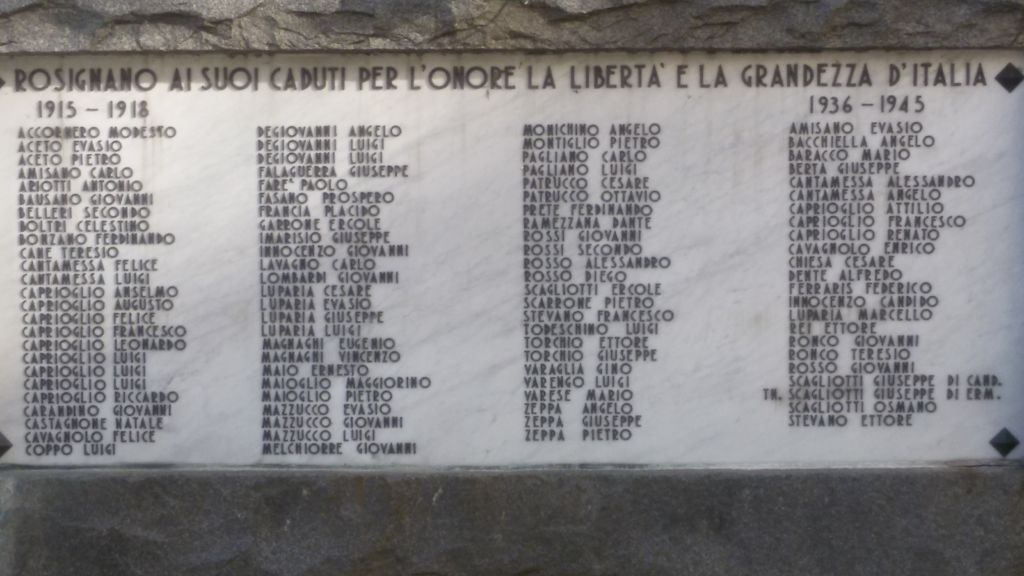 ROSIGNANO AI SUOI CADUTI PER L'ONORE LA LIBERTA' E LA GRANDEZZA D'ITALIA
1915 - 1918
ACCORNERO MODESTO
ACETO EVASIO
ACETO PIETRO
AMISANO CARLO
ARIOTTI ANTONIO
BAUSANO GIOVANNI
BELLERI SECONDO
BOLTRI CELESTINO
BONZANO FERDINANDO
CANE TERESIO
CANTAMESSA FELICE
CANTAMESSA LUIGI
CAPRIOGLIO ANSELMO
CAPRIOGLIO AUGUSTO
CAPRIOGLIO FELICE
CAPRIOGLIO FRANCESCO
CAPRIOGLIO LEONARDO
CAPRIOGLIO LUIGI
CAPRIOGLIO LUIGI
CAPRIOGLIO LUIGI
CAPRIOGLIO RICCARDO
CARANDINO GIOVANNI
CASTAGNONE NATALE
CAVAGNOLO FELICE
COPPO LUIGI
DEGIOVANNI ANGELO
DEGIOVANNI LUIGI
DEGIOVANNI LUIGI
FALAGUERRA GIUSEPPE
FARE' PAOLO
FASANO PROSPERO
FRANCIA PLACIDO
GARRONE ERCOLE
IMARISIO GIUSEPPE
INNOCENZO GIOVANNI
LAVAGNO CARLO
LOMBARDI GIOVANNI
LUPARIA CESARE
LUPARIA EVASIO
LUPARIA GIUSEPPE
LUPARIA LUIGI
MAGNAGHI EUGENIO
MAGNAGHI VINCENZO
MAIO ERNESTO
MAIOGLIO MAGGIORINO
MAIOGLIO PIETRO
MAZZUCCO EVASIO
MAZZUCCO GIOVANNI
MAZZUCCO LUIGI
MELCHIORRE GIOVANNI
MONICHINO ANGELO
MONTIGLIO PIETRO
PAGLIANO CARLO
PAGLIANO LUIGI
PATRUCCO CESARE
PATRUCCO OTTAVIO
PRETE FERDINANDO
RAMEZZANA DANTE
ROSSI GIOVANNI
ROSSI SECONDO
ROSSO ALESSANDRO
ROSSO DIEGO
SCAGLIOTTI ERCOLE
SCARRONE PIETRO
STEVANO FRANCESCO
TODESCHINO LUIGI
TORCHIO ETTORE
TORCHIO GIUSEPPE
VARAGLIA GINO
VARENGO LUIGI
VARESE MARIO
ZEPPA ANGELO
ZEPPA GIUSEPPE
ZEPPA PIETRO
1936 - 1945
AMISANO EVASIO
BACCHIELLA ANGELO
BARACCO MARIO
BERTA GIUSEPPE
CANTAMESSA ALESSANDRO
CANTAMESSA ANGELO
CAPRIOGLIO ATTILIO
CAPRIOGLIO FRANCESCO
CAPRIOGLIO RENATO
CAVAGNOLO ENRICO
CHIESA CESARE
DENTE ALFREDO
FERRARIS FEDERICO
INNOCENZO CANDIDO
LUPARIA MARCELLO
REI ETTORE
RONCO GIOVANNI
RONCO TERESIO
ROSSO GIOVANNI
SCAGLIOTTI GIUSEPPE DI CAND.
TN. SCAGLIOTTI GIUSEPPE DI ERM.
SCAGLIOTTI OSMANO
STEVANO ETTORE